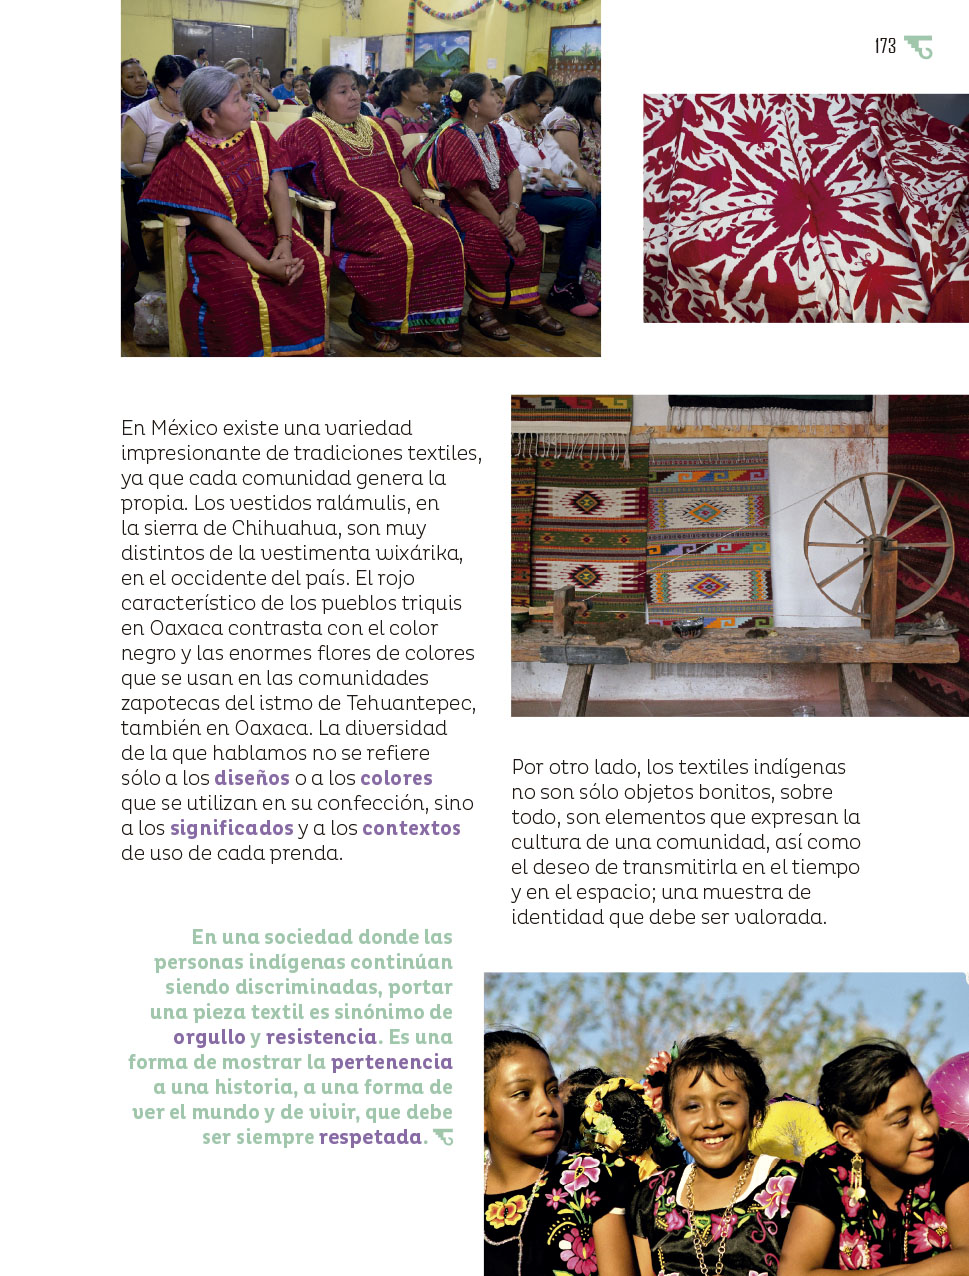 173
En México existe una variedad
impresionante de tradiciones textiles,
ya que cada comunidad genera la
propia. Los vestidos ralámulis, en
la sierra de Chihuahua, son muy
distintos de la vestimenta wixárika,
en el occidente del país. El rojo
característico de los pueblos triquis
en Oaxaca contrasta con el color
negro y las enormes flores de colores
que se usan en las comunidades
zapotecas del istmo de Tehuantepec,
también en Oaxaca. La diversidad
de la que hablamos no se refiere
sólo a los diseños o a los colores
que se utilizan en su confección, sino
a los significados y a los contextos
de uso de cada prenda.
En una sociedad donde las
personas indígenas continúan
siendo discriminadas, portar
una pieza textil es sinónimo de
orgullo y resistencia. Es una
forma de mostrar la pertenencia
a una historia, a una forma de
ver el mundo y de vivir, que debe
ser siempre respetada.
Por otro lado, los textiles indígenas
no son sólo objetos bonitos, sobre
todo, son elementos que expresan la
cultura de una comunidad, así como
el deseo de transmitirla en el tiempo
y en el espacio; una muestra de
identidad que debe ser valorada.